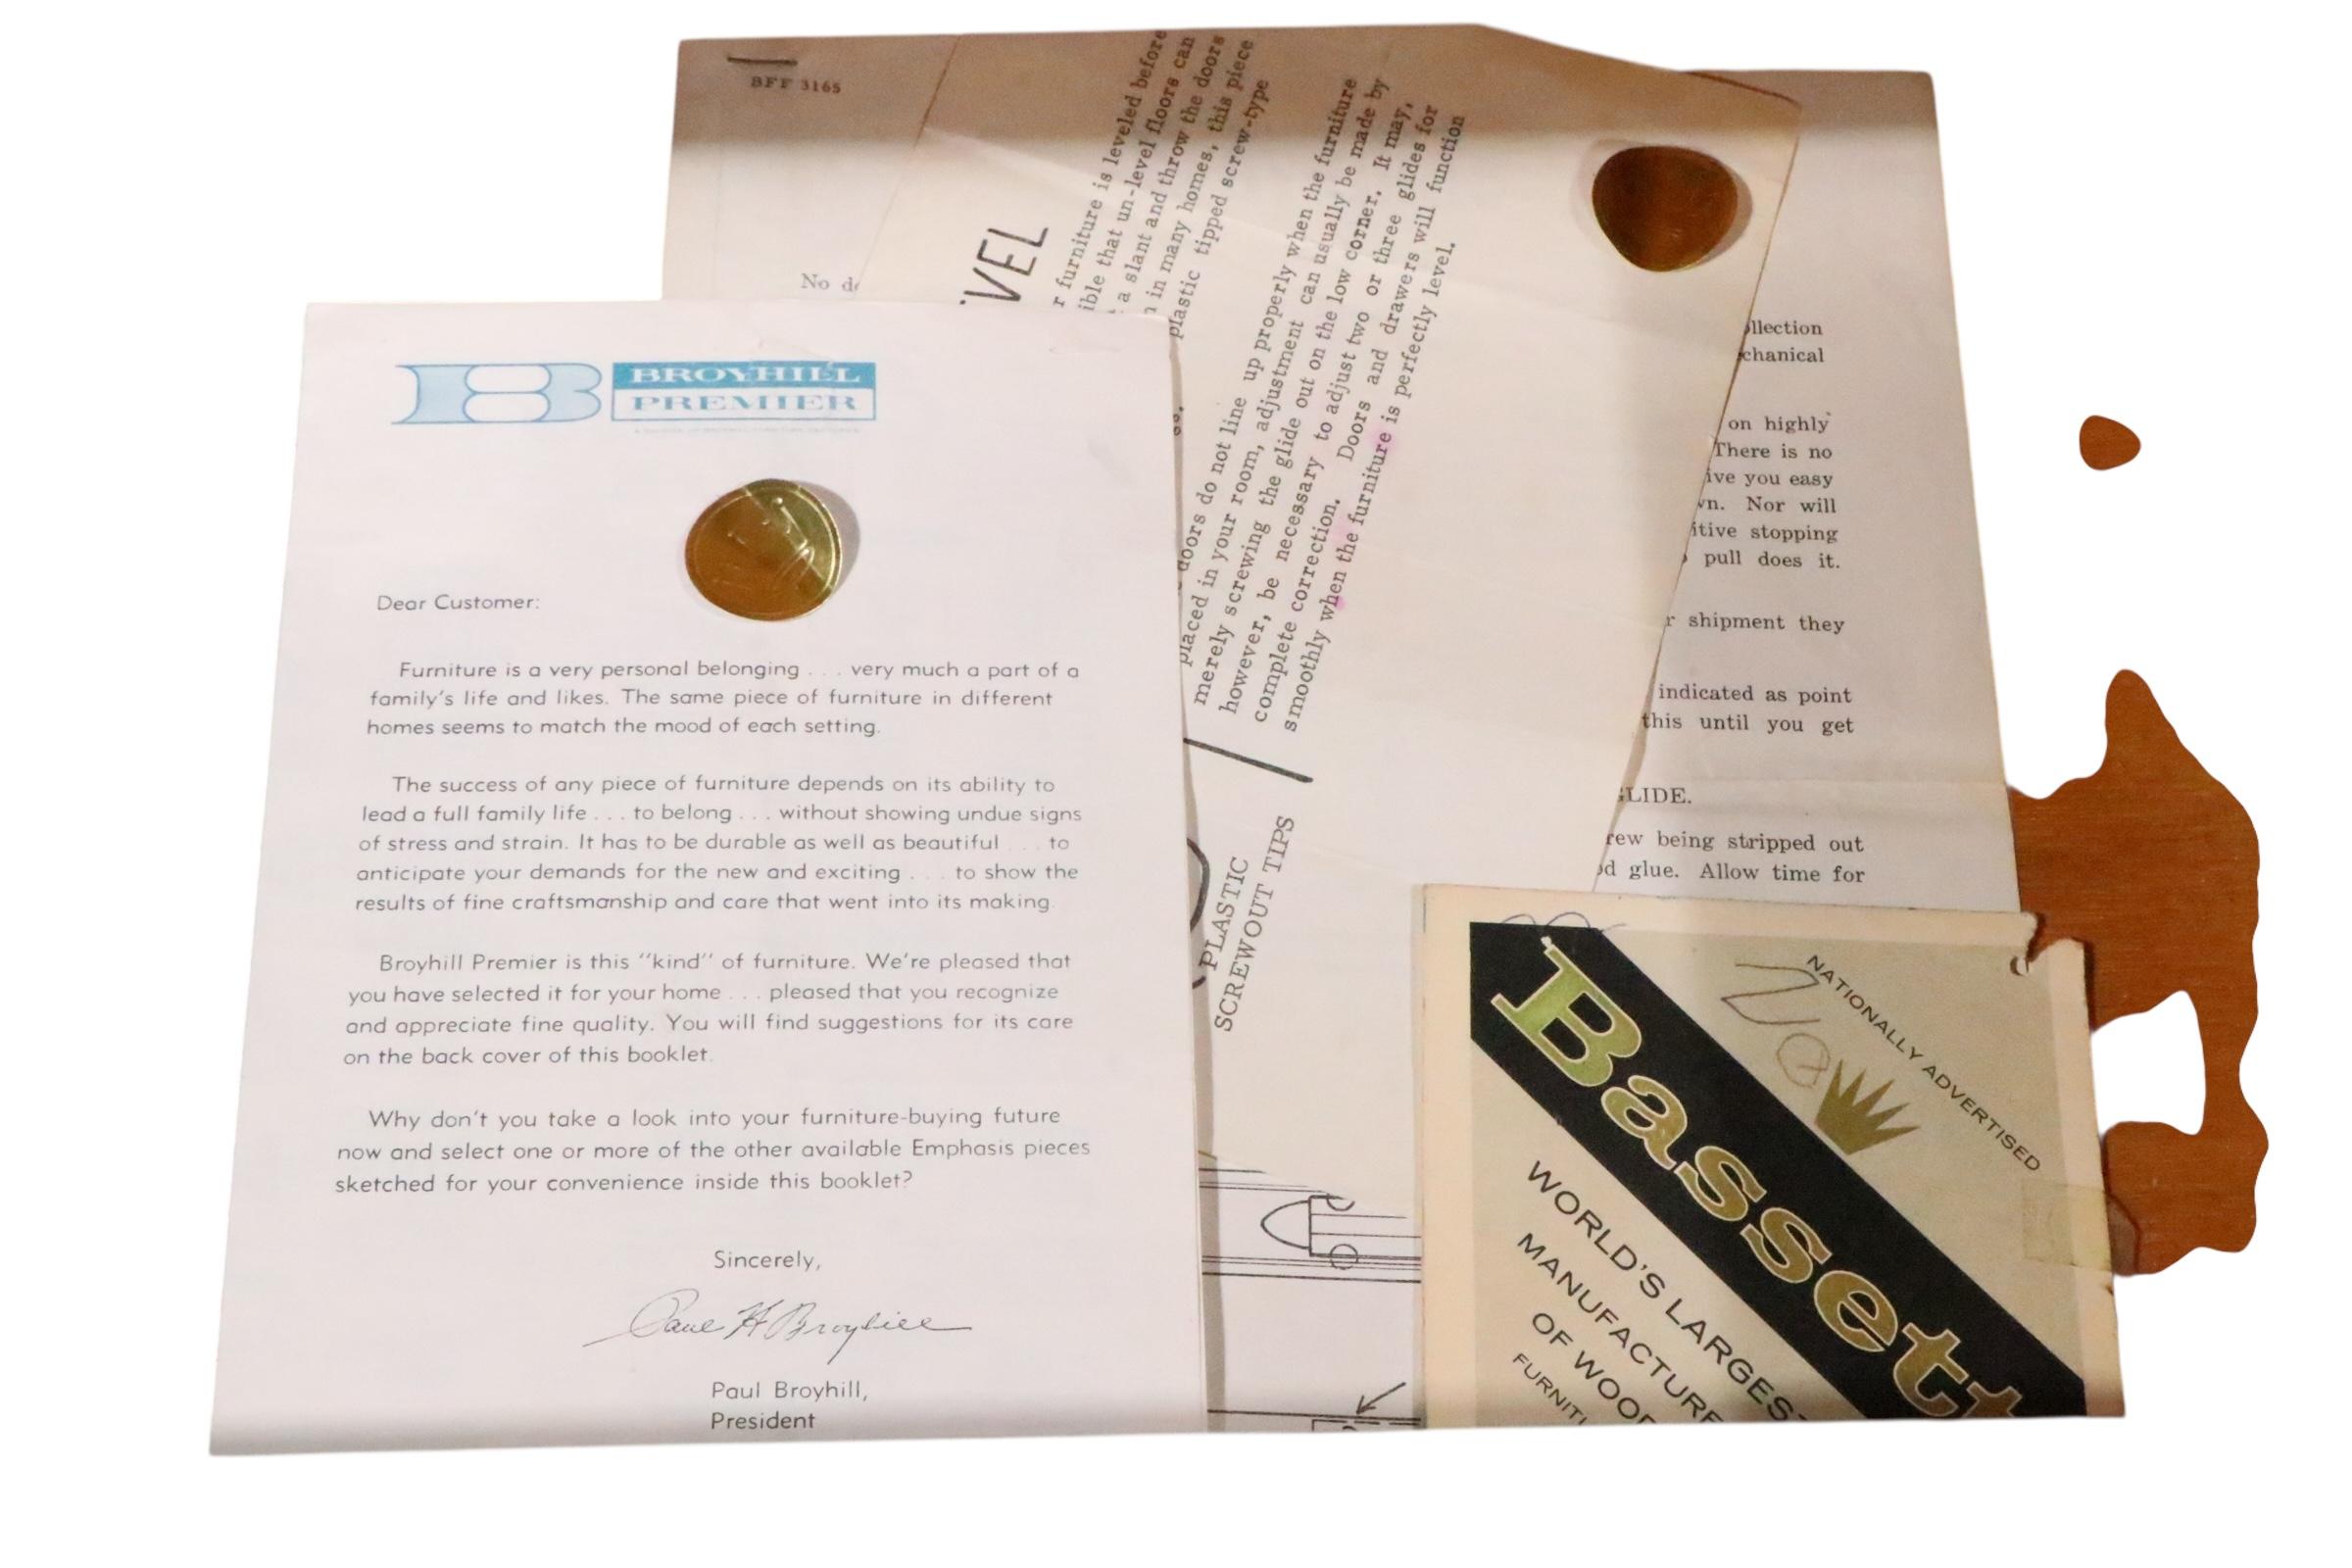 BROYHILL
PREMIER
Dear Customer:
Furniture is a very personal belonging . . . very much a part of a
family's life and likes. The same piece of furniture in different
homes seems to match the mood of each setting.
The success of any piece of furniture depends on its ability to
lead a full family life . . . to belong . . . without showing undue signs
of stress and strain. It has to be durable as well as beautiful . . . to
anticipate your demands for the new and exciting . . . to show the
results of fine craftsmanship and care that went into its making.
Broyhill Premier is this "kind" of furniture. We're pleased that
you have selected it for your home . . . pleased that you recognize
and appreciate fine quality. You will find suggestions for its care
on the back cover of this booklet.
Why don't you take a look into your furniture-buying future
now and select one or more of the other available Emphasis pieces
sketched for your convenience inside this booklet?
Sincerely,
Paul H Broyhill
Paul Broyhill,
President
BFF 3165
No
VEL
r furniture is leveled before
ible that un-level floors can
a slant and throw the doors
in many homes, this piece
plastic tipped screw-type
doors do not line up properly when the furniture
placed in your room, adjustment can usually be made by
merely screwing the glide out on the low corner. It may,
however, be necessary to adjust two or three glides for
complete correction. Doors and drawers will function
smoothly when the furniture is perfectly level.
PLASTIC
SCREWOUT TIPS
llection
chanical
on highly
There is no
ive you easy
wn. Nor will
itive stopping
pull does it.
r shipment they
indicated as point
this until you get
GLIDE.
rew being stripped out
d glue. Allow time for
NATIONALLY ADVERTISED
Bassett
WORLD'S LARGEST
MANUFACTURE
OF WOOD
FURNITU